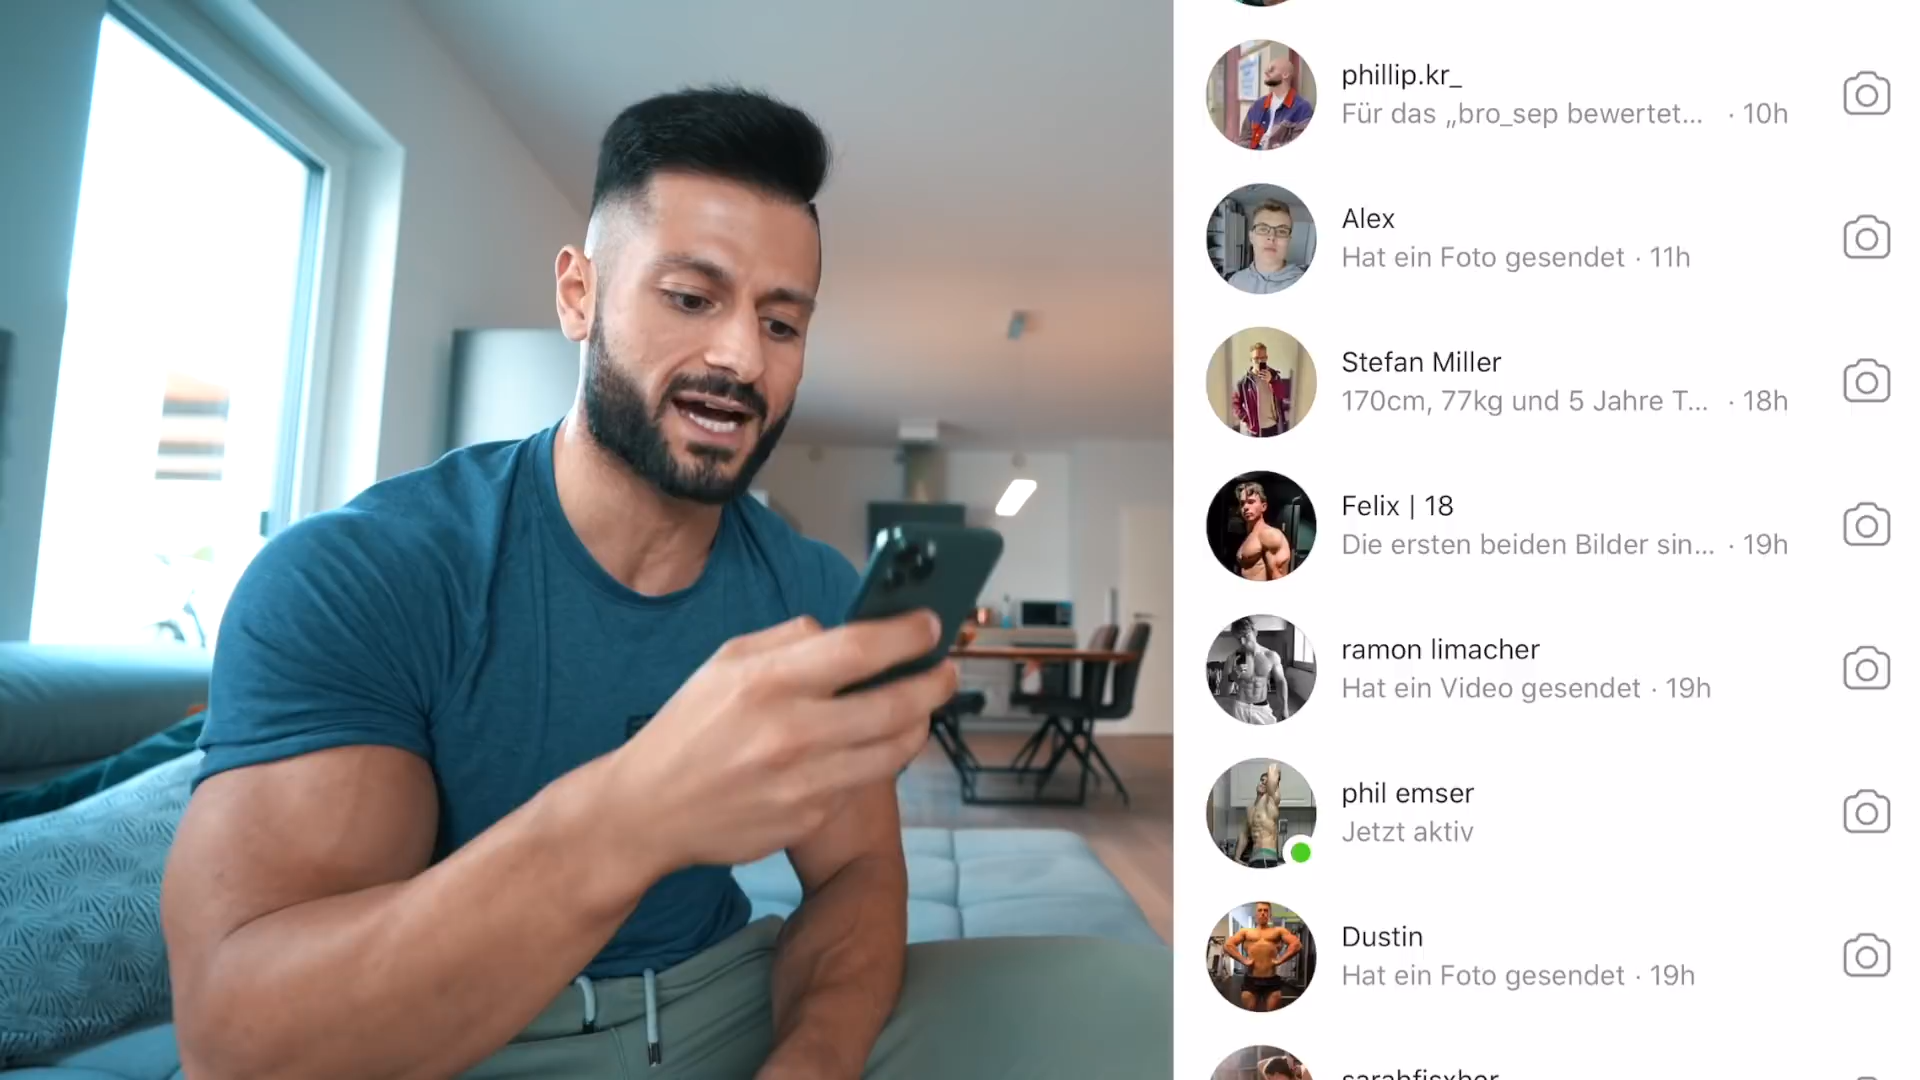 phillip.kr_
Für das „bro_sep bewertet... · 10h
Alex
Hat ein Foto gesendet · 11h
Stefan Miller
170cm, 77kg und 5 Jahre T... · 18h
Felix | 18
Die ersten beiden Bilder sin... · 19h
ramon limacher
Hat ein Video gesendet · 19h
phil emser
Jetzt aktiv
Dustin
Hat ein Foto gesendet · 19h